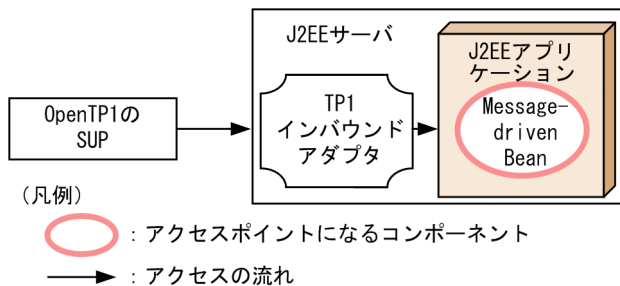 J2EEサーバ
J2EEアプリ
ケーション
Message-
driven
Bean
TP1
インバウンド
アダプタ
OpenTP1の
SUP
（凡例）
：アクセスポイントになるコンポーネント
：アクセスの流れ